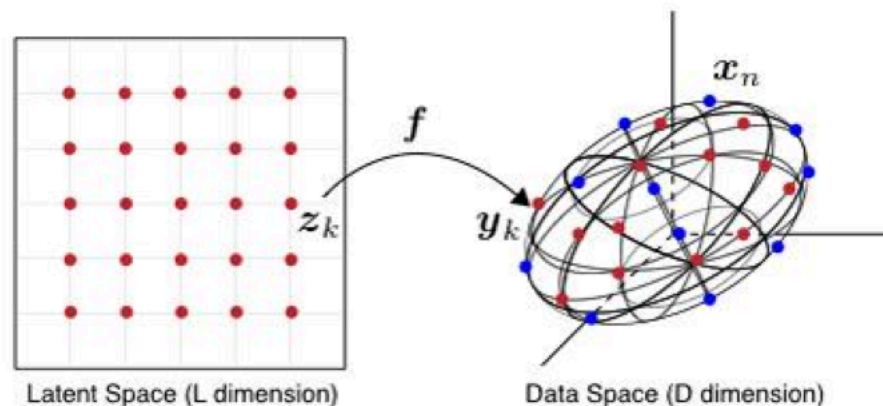 x_n
f
z_k
y_k
Latent Space (L dimension)
Data Space (D dimension)